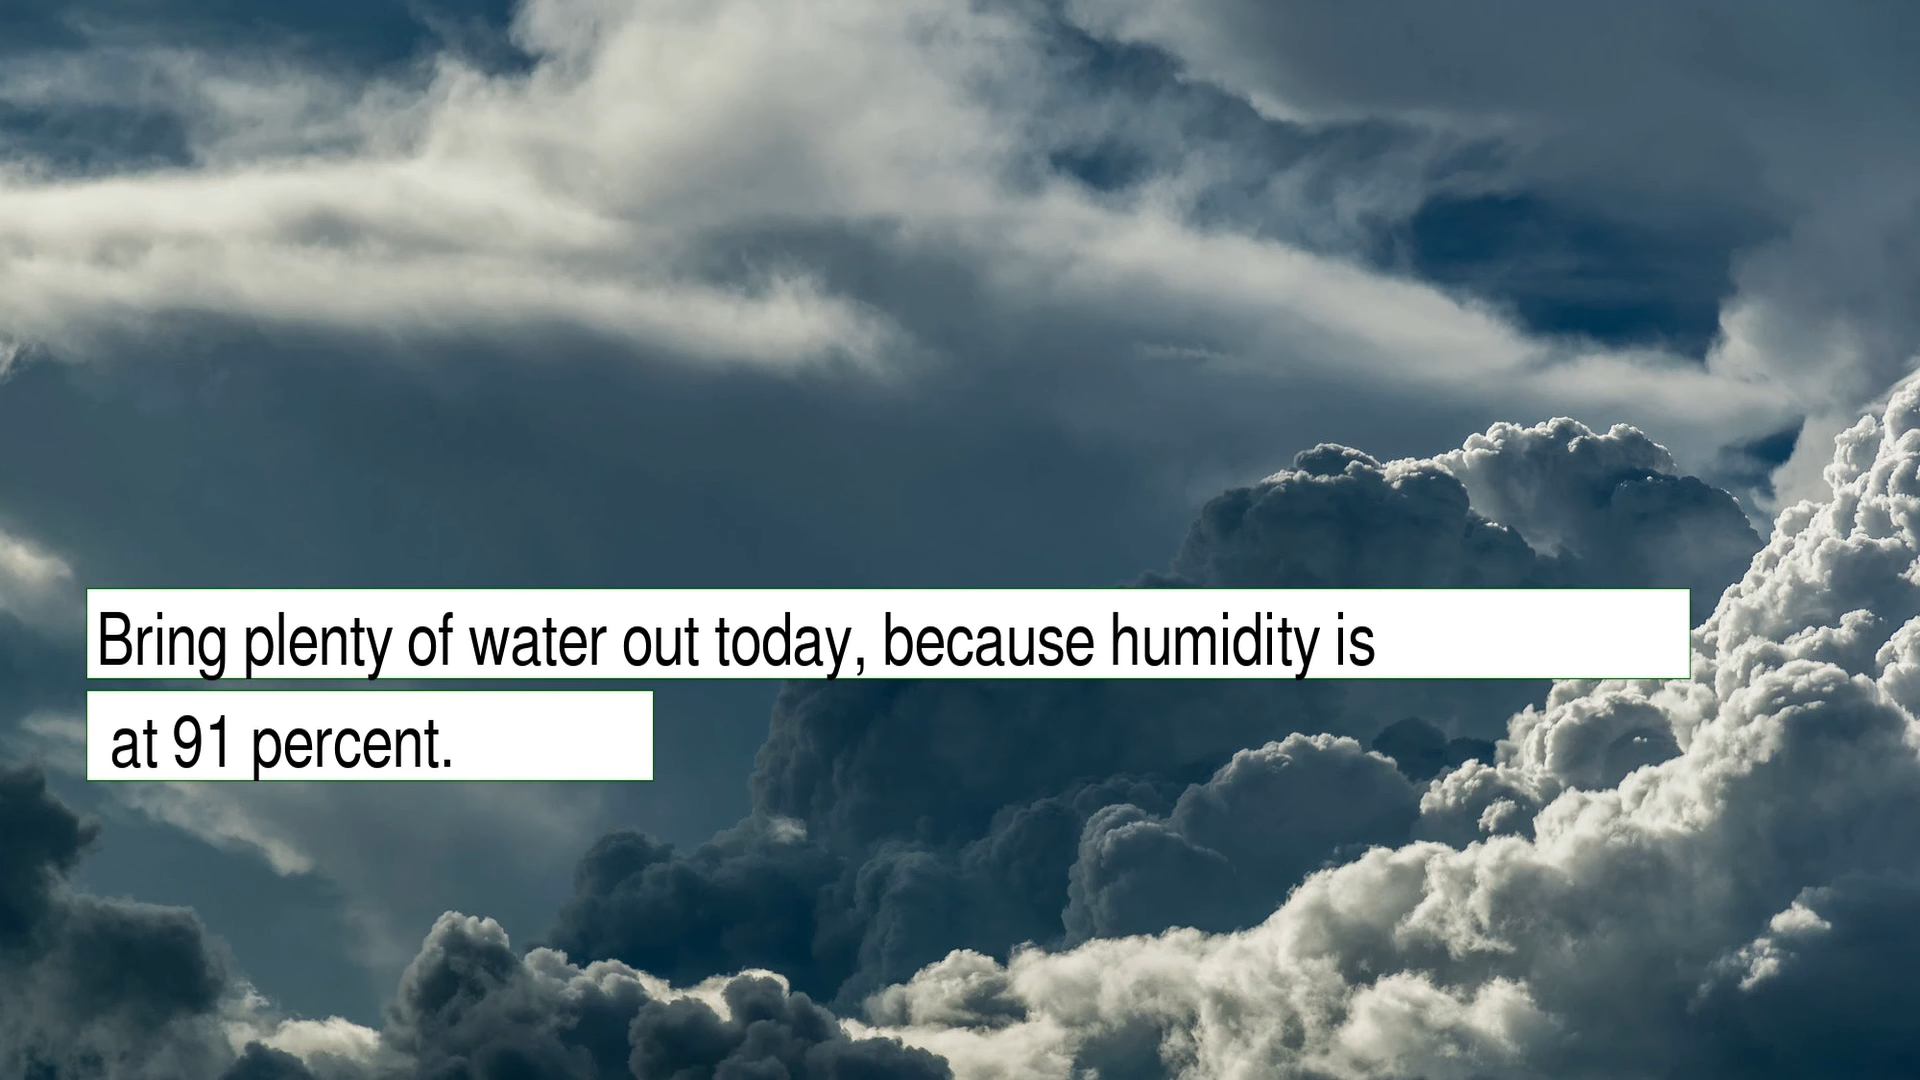 Bring plenty of water out today, because humidity is
at 91 percent.